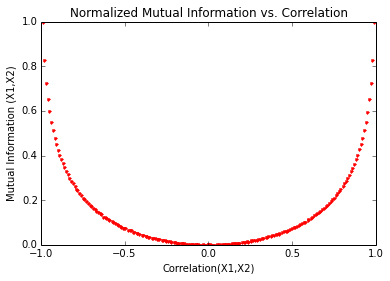 Normalized Mutual Information vs. Correlation
Mutual Information (X1,X2)
1.0
0.8
0.6
0.4
0.2
0.0
−1.0 −0.5 0.0 0.5 1.0
Correlation(X1,X2)